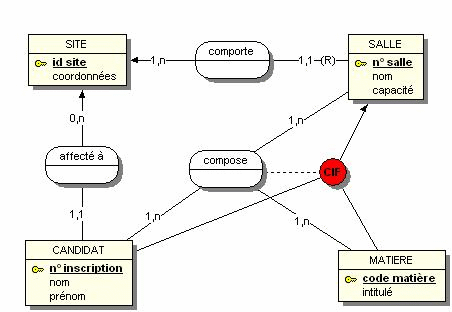 SITE
id site
coordonnées
1,n
comporte
1,1
(R)
SALLE
n° salle
nom
capacité
0,n
affecté à
1,1
compose
1,n
CIF
1,n
1,n
CANDIDAT
n° inscription
nom
prénom
MATIERE
code matière
intitulé